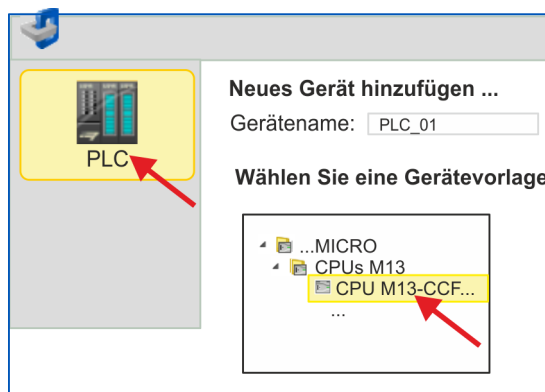 Neues Gerät hinzufügen ...
Gerätename: PLC_01
PLC
Wählen Sie eine Gerätevorlage
...MICRO
CPUs M13
CPU M13-CCF...
...